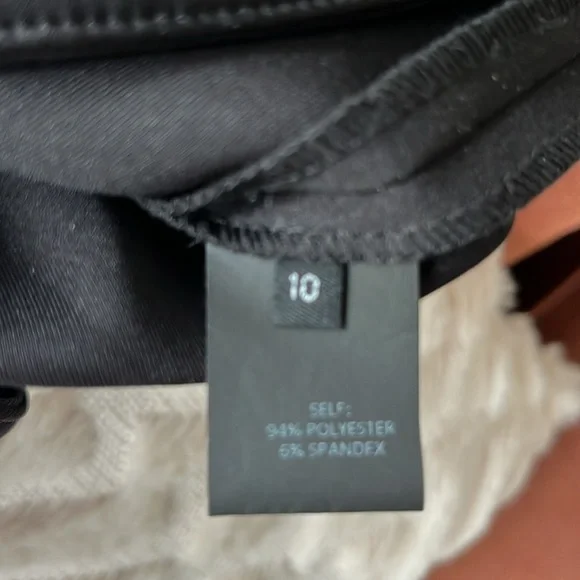 10
SELF:
94% POLYESTER
6% SPANDEX